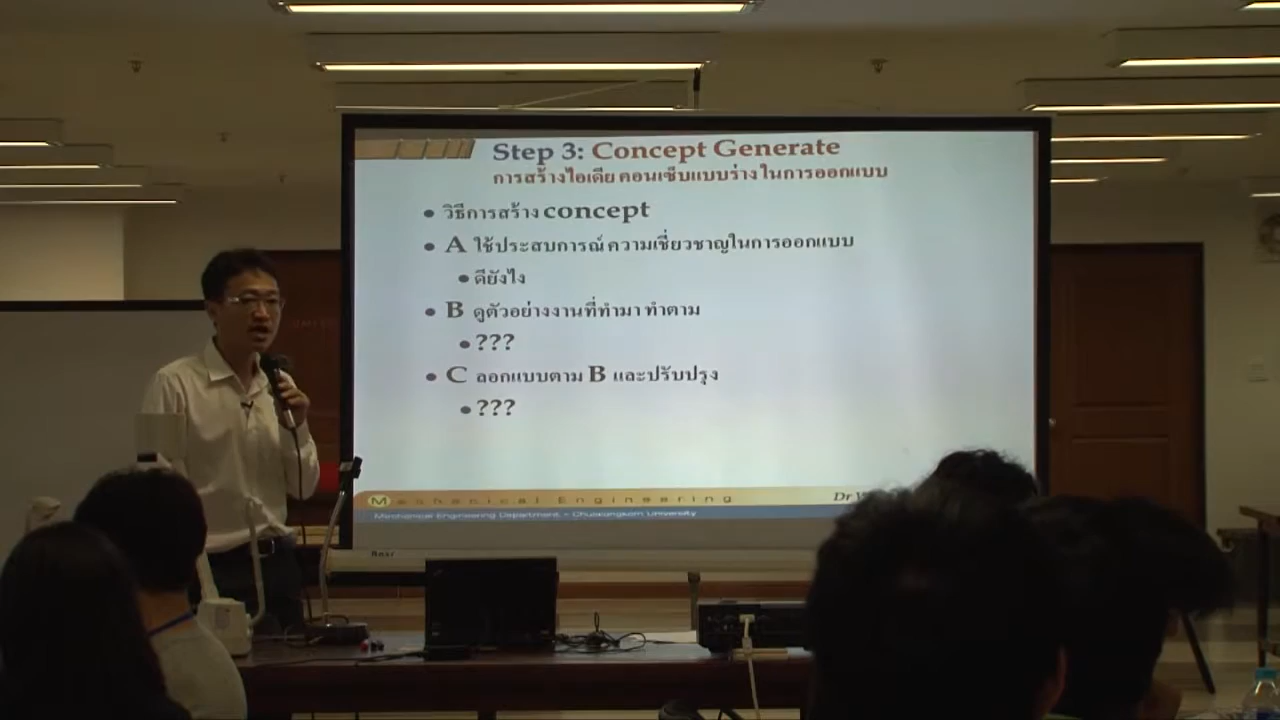 Step 3: Concept Generate
การสร้างไอเดีย คอนเซ็บแบบร่าง ในการออกแบบ
วิธีการสร้าง concept
A ใช้ประสบการณ์ ความเชี่ยวชาญในการออกแบบ
ดียังไง
B ดูตัวอย่างงานที่ทำมา ทำตาม
???
C ลอกแบบตาม B และปรับปรุง
???
Mechanical Engineering
Dr
Mechanical Engineering Department - Chulalongkorn University